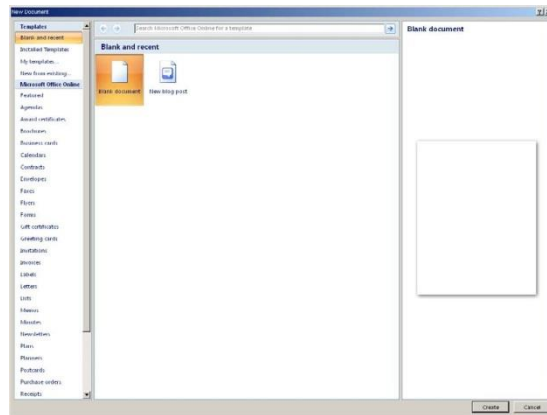 New Document
Templates
Blank and recent
Installed Templates
My templates...
New from existing...
Microsoft Office Online
Featured
Agendas
Award certificates
Brochures
Business cards
Calendars
Contracts
Envelopes
Faxes
Flyers
Forms
Gift certificates
Greeting cards
Invitations
Invoices
Labels
Letters
Lists
Memos
Minutes
Newsletters
Plans
Planners
Postcards
Purchase orders
Receipts
Search Microsoft Office Online for a template
Blank and recent
Blank document
New blog post
Blank document
Create
Cancel